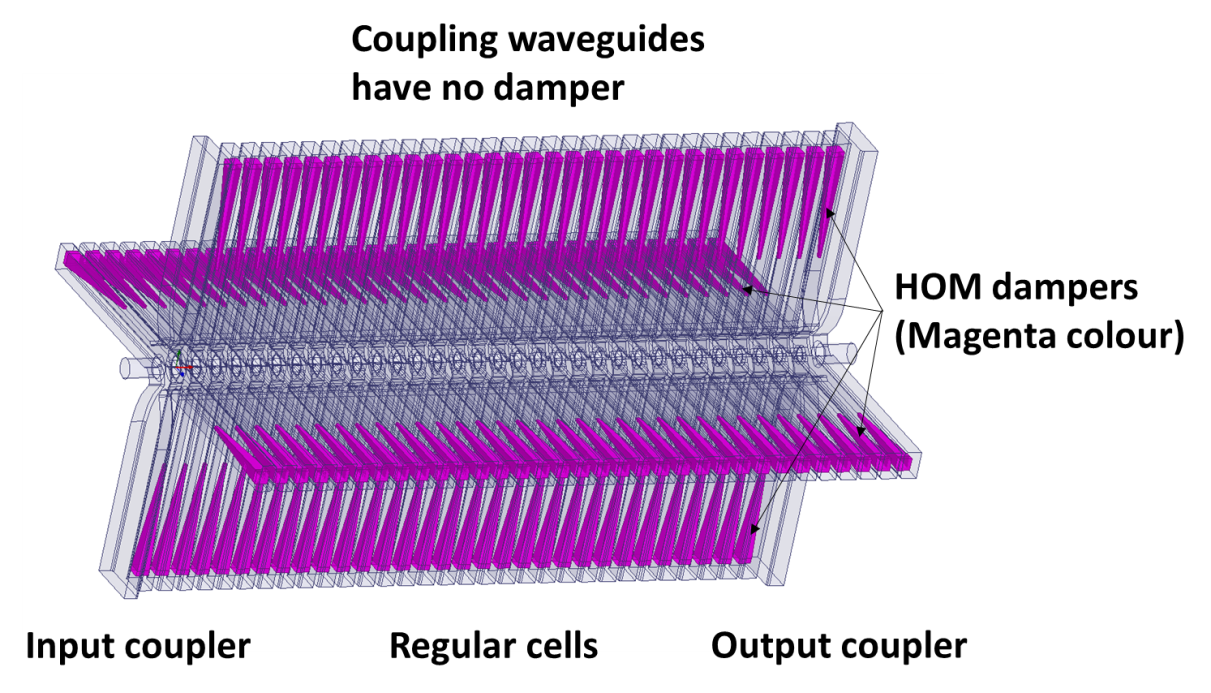 Coupling waveguides
have no damper
HOM dampers
(Magenta colour)
Input coupler
Regular cells
Output coupler